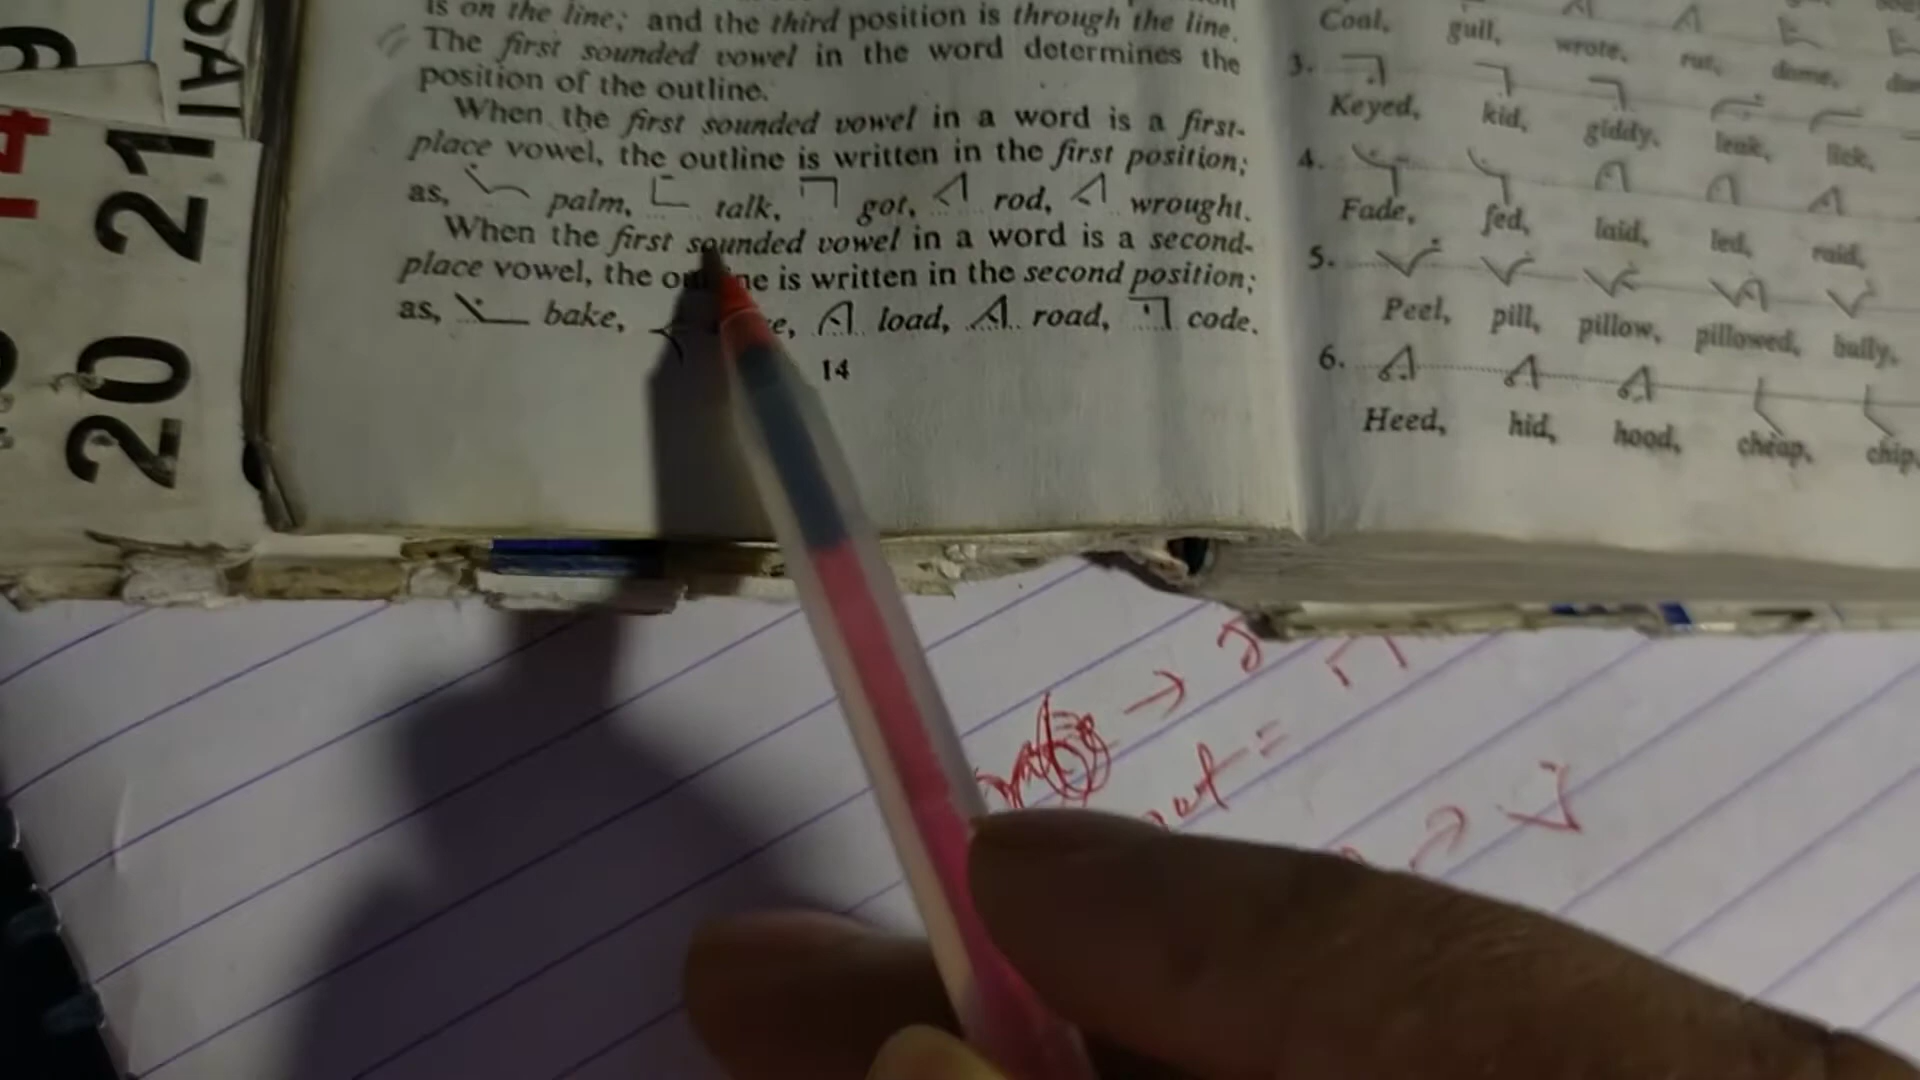 is on the line; and the third position is through the line.
The first sounded vowel in the word determines the
position of the outline.
When the first sounded vowel in a word is a first-
place vowel, the outline is written in the first position;
as, palm, talk, got, rod, wrought.
When the first sounded vowel in a word is a second-
place vowel, the is written in the second position;
as, bake, load, road, code.
14
Coal, gull, wrote, rut, dome,
3.
Keyed, kid, giddy, leak, lick,
4.
Fade, fed, laid, led, raid,
5.
Peel, pill, pillow, pillowed, bully,
6.
Heed, hid, hood, cheap, chip,
14
20 21